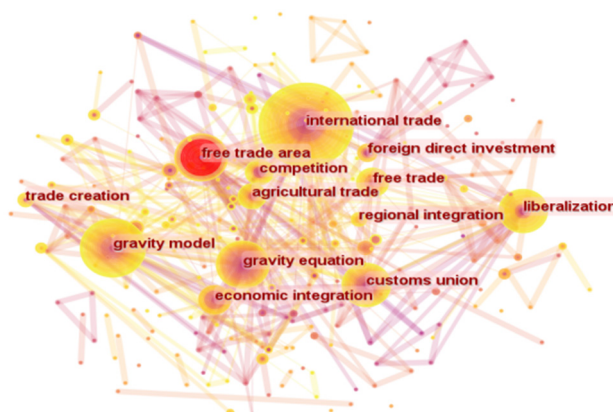 international trade
foreign direct investment
free trade area
competition
free trade
agricultural trade
trade creation
regional integration
liberalization
gravity model
gravity equation
customs union
economic integration